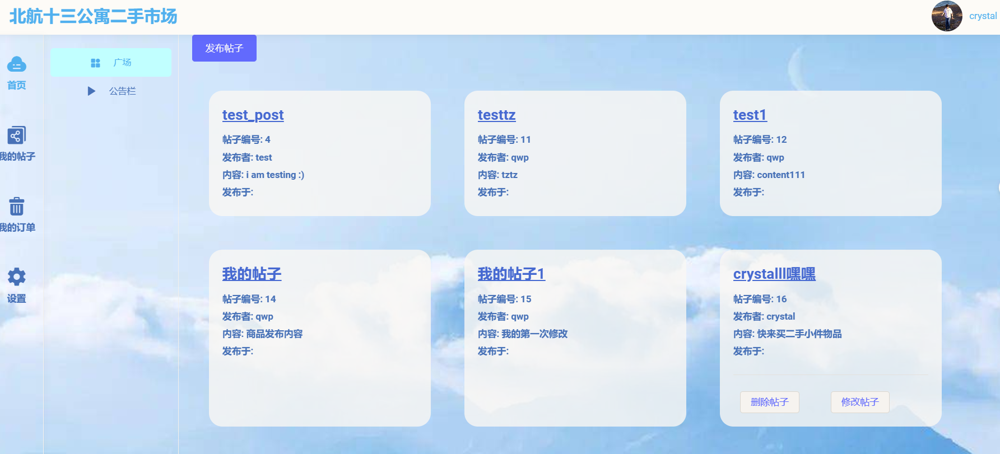 北航十三公寓二手市场
crystal
首页
我的帖子
我的订单
设置
广场
公告栏
发布帖子
test_post
帖子编号: 4
发布者: test
内容: i am testing :)
发布于:
testtz
帖子编号: 11
发布者: qwp
内容: tztz
发布于:
test1
帖子编号: 12
发布者: qwp
内容: content111
发布于:
我的帖子
帖子编号: 14
发布者: qwp
内容: 商品发布内容
发布于:
我的帖子1
帖子编号: 15
发布者: qwp
内容: 我的第一次修改
发布于:
crystalll嘿嘿
帖子编号: 16
发布者: crystal
内容: 快来买二手小件物品
发布于:
删除帖子
修改帖子